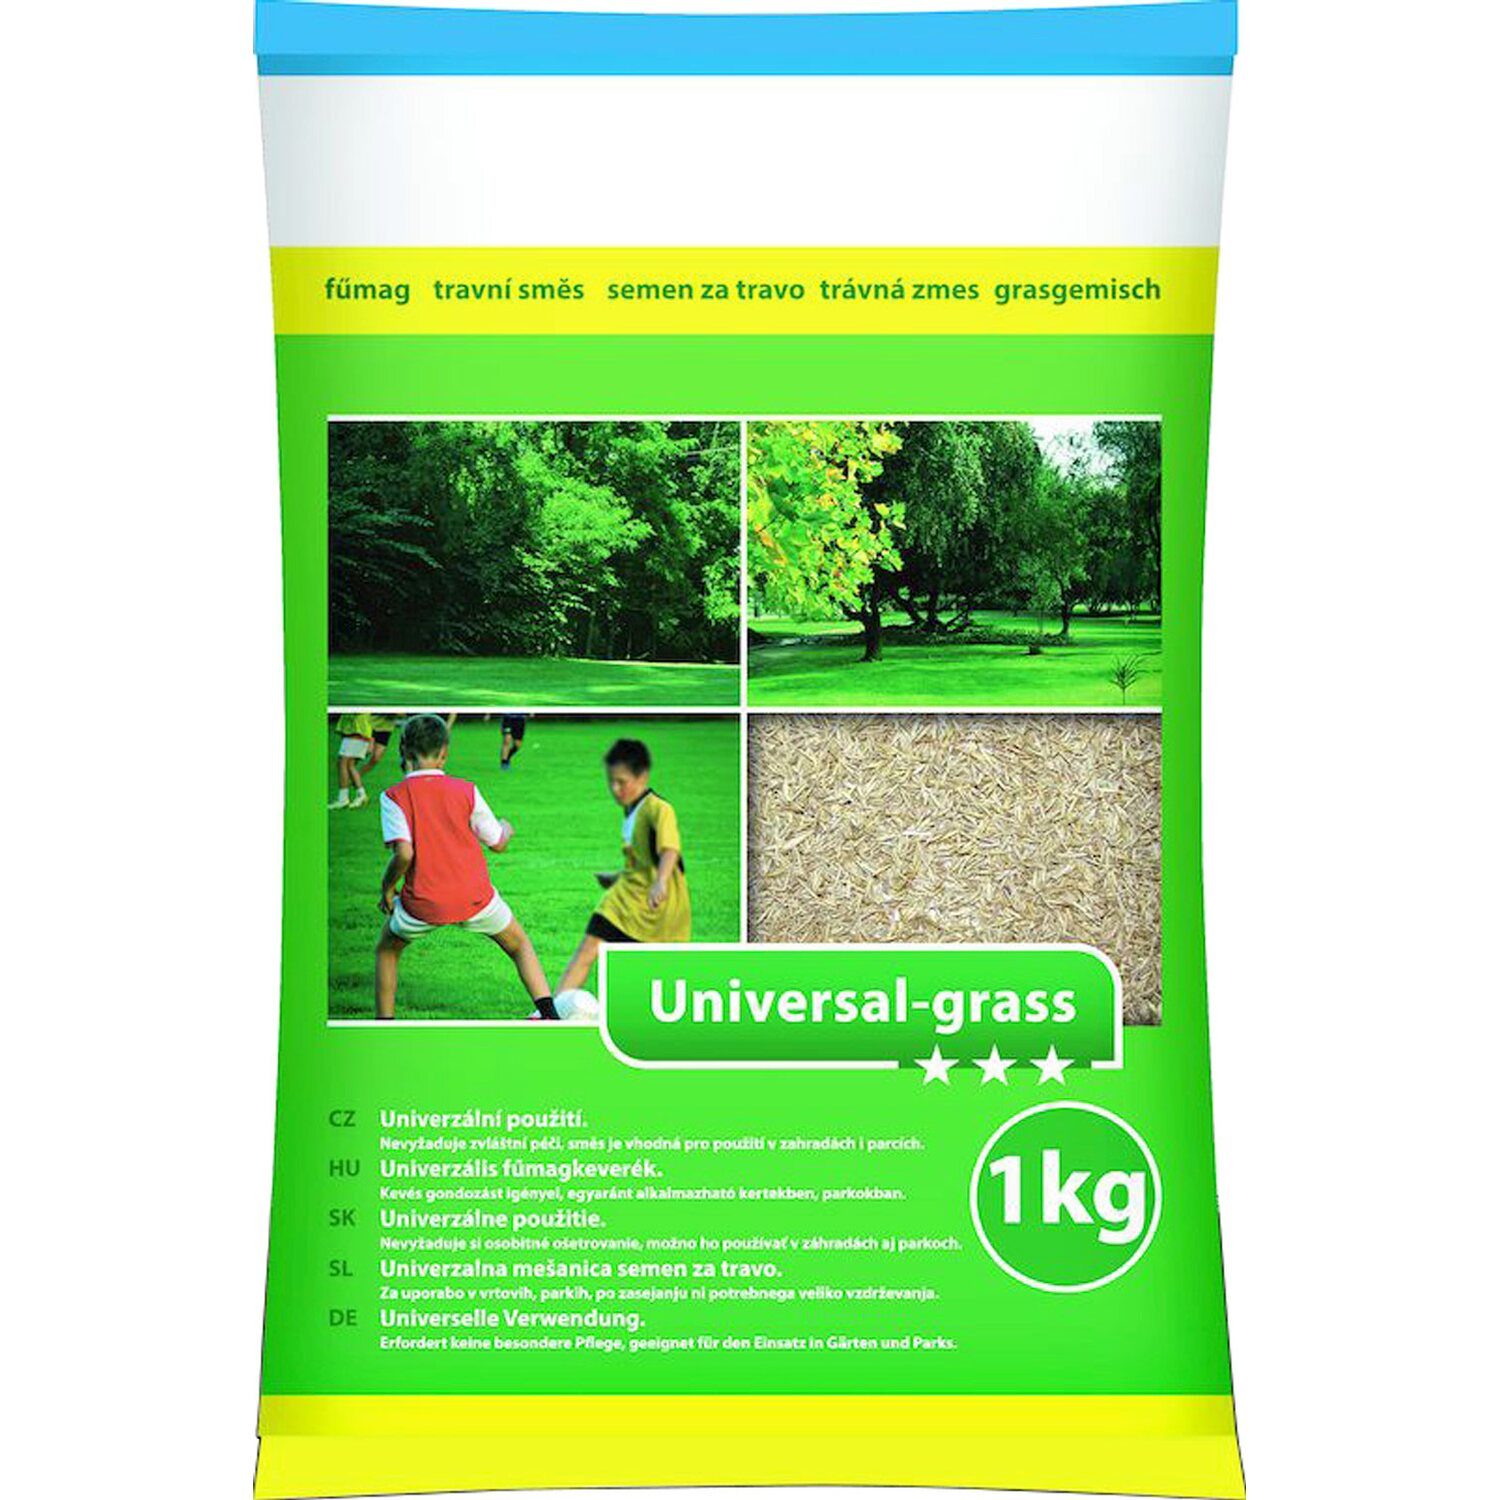 fűmag travní směs semen za travo trávná zmes grasgemisch
Universal-grass
CZ Univerzální použití.
Nevyžaduje zvláštní péči, směs je vhodná pro použití v zahradách i parcích.
HU Univerzális fűmagkeverék.
Kevés gondozást igényel, egyaránt alkalmazható kertekben, parkokban.
SK Univerzálne použitie.
Nevyžaduje si osobitné ošetrovanie, možno ho používať v záhradách aj parkoch.
SL Univerzalna mešanica semen za travo.
Za uporabo v vrtovih, parkih, po zasejanju ni potrebnega veliko vzdrževanja.
DE Universelle Verwendung.
Erfordert keine besondere Pflege, geeignet für den Einsatz in Gärten und Parks.
1kg